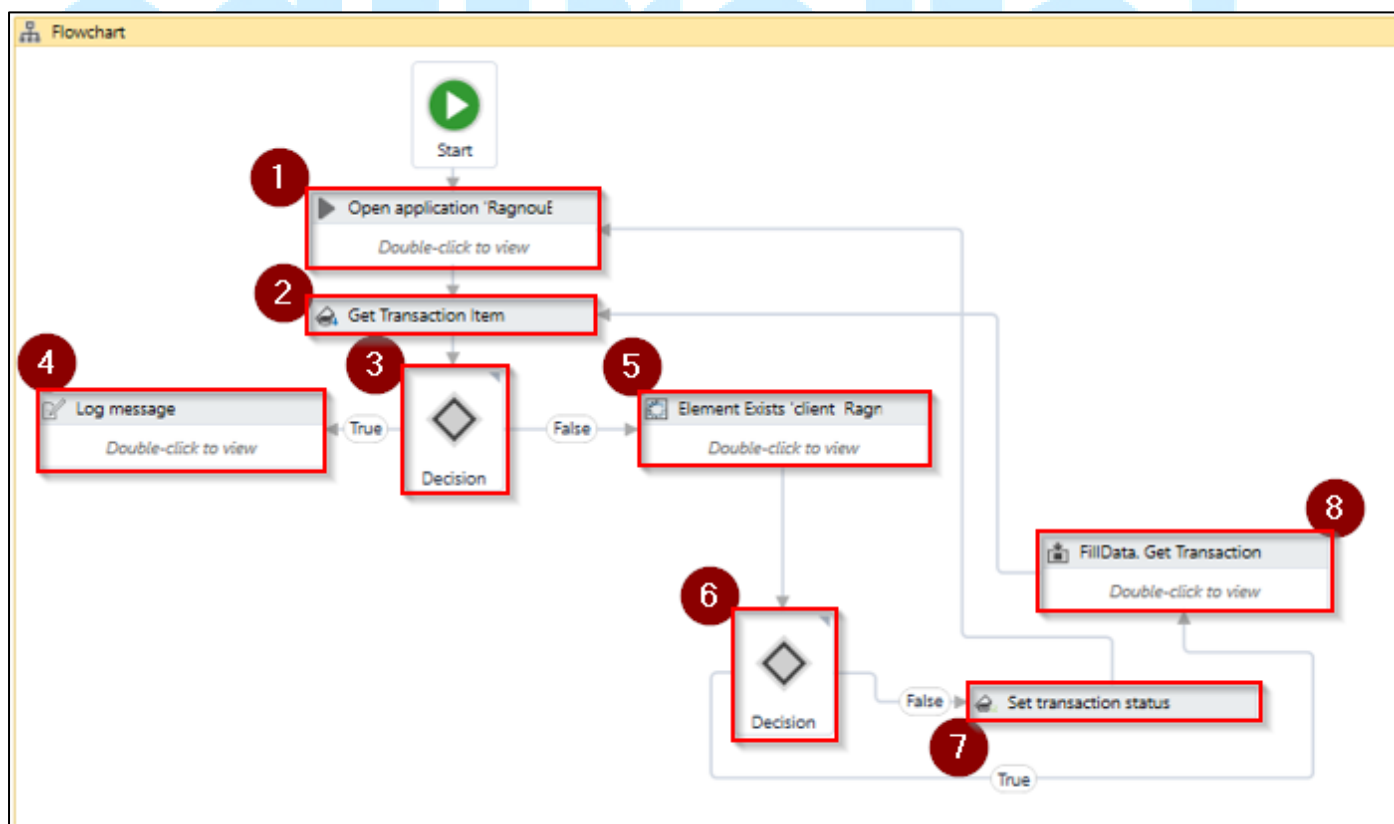 Flowchart
Start
1
Open application 'RagnouE
Double-click to view
2
Get Transaction Item
3
Decision
4
Log message
Double-click to view
True
False
5
Element Exists 'client Ragn
Double-click to view
6
Decision
False
7
Set transaction status
True
8
FillData. Get Transaction
Double-click to view